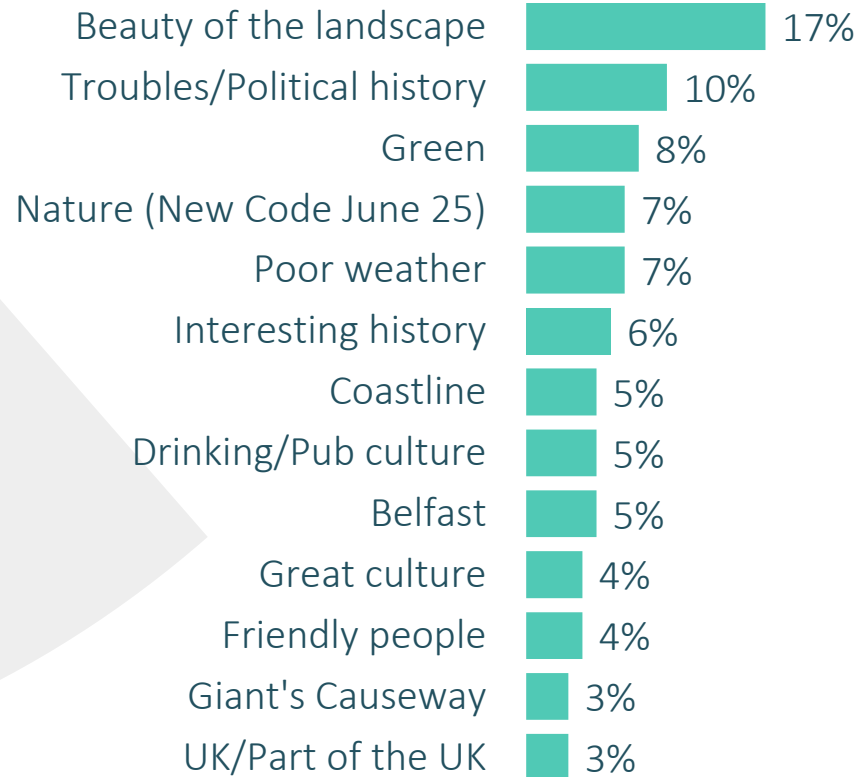 Beauty of the landscape 17%
Troubles/Political history 10%
Green 8%
Nature (New Code June 25) 7%
Poor weather 7%
Interesting history 6%
Coastline 5%
Drinking/Pub culture 5%
Belfast 5%
Great culture 4%
Friendly people 4%
Giant's Causeway 3%
UK/Part of the UK 3%